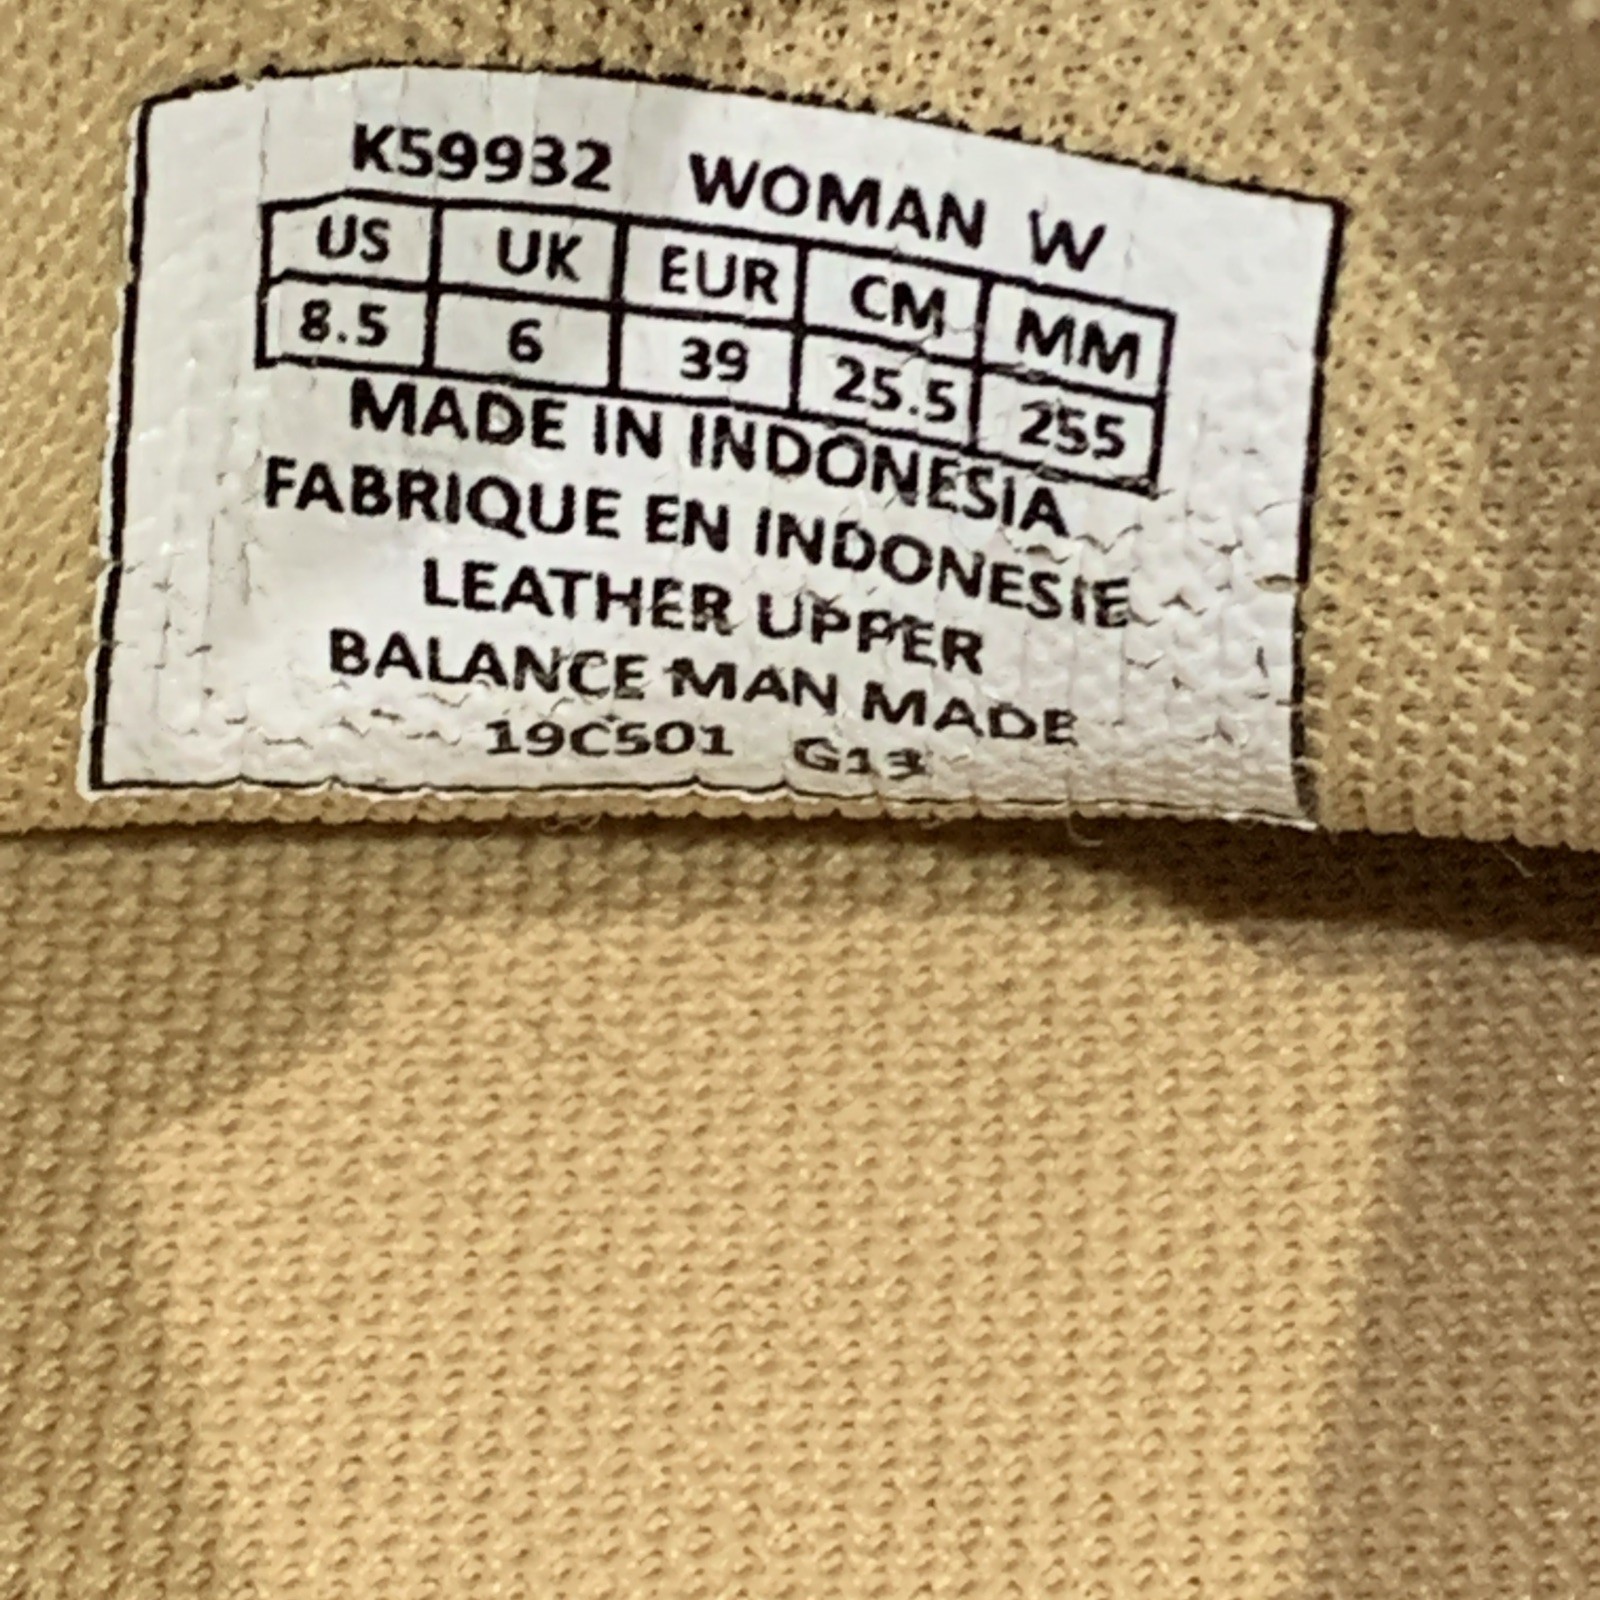 K59932 WOMAN W
US UK EUR CM MM
8.5 6 39 25.5 255
MADE IN INDONESIA
FABRIQUE EN INDONESIE
LEATHER UPPER
BALANCE MAN MADE
19C501 G13